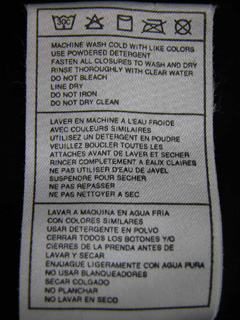 30C
MACHINE WASH COLD WITH LIKE COLORS
USE POWDERED DETERGENT
FASTEN ALL CLOSURES TO WASH AND DRY
RINSE THOROUGHLY WITH CLEAR WATER
DO NOT BLEACH
LINE DRY
DO NOT IRON
DO NOT DRY CLEAN
LAVER EN MACHINE A L'EAU FROIDE
AVEC COULEURS SIMILAIRES
UTILISEZ UN DETERGENT EN POUDRE
VEUILLEZ BOUCLER TOUTES LES
ATTACHES AVANT DE LAVER ET SECHER
RINCER COMPLETEMENT A EAUX CLAIRES
NE PAS UTILISER D'EAU DE JAVEL
SUSPENDRE POUR SECHER
NE PAS REPASSER
NE PAS NETTOYER A SEC
LAVAR A MAQUINA EN AGUA FRIA
CON COLORES SIMILARES
USAR DETERGENTE EN POLVO
CERRAR TODOS LOS BOTONES Y/O
CIERRES DE LA PRENDA ANTES DE
LAVAR Y SECAR
ENJUAGUE LIGERAMENTE CON AGUA PURA
NO USAR BLANQUEADORES
SECAR COLGADO
NO PLANCHAR
NO LAVAR EN SECO